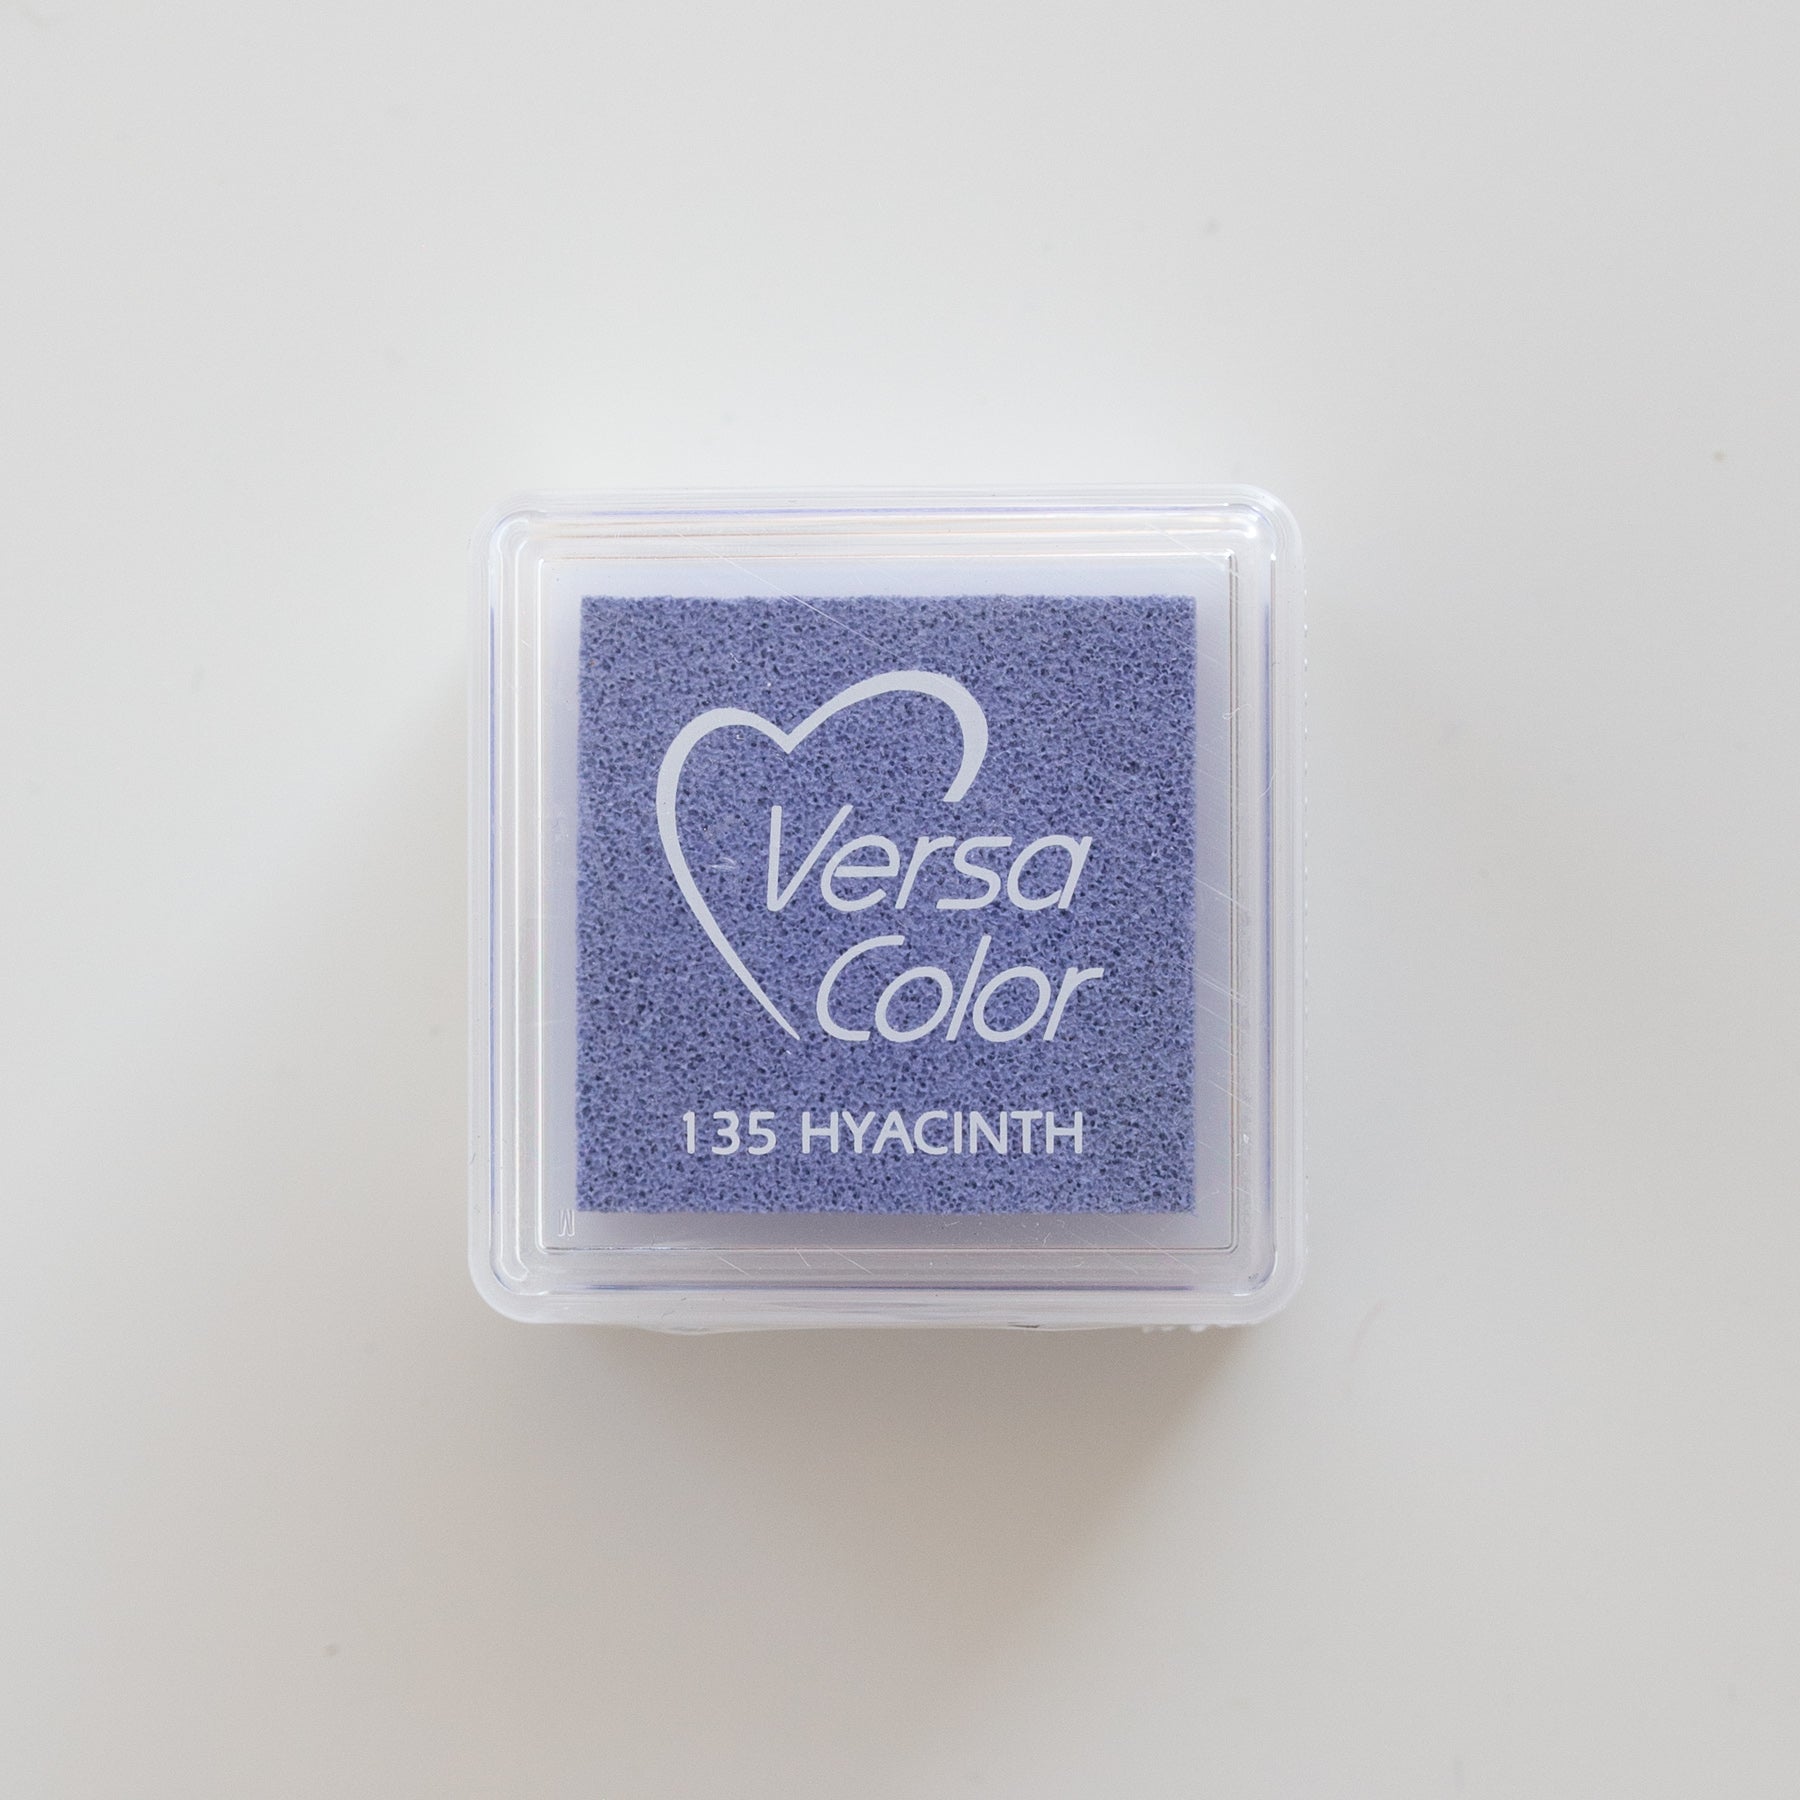 Versa
Color
135 HYACINTH
M